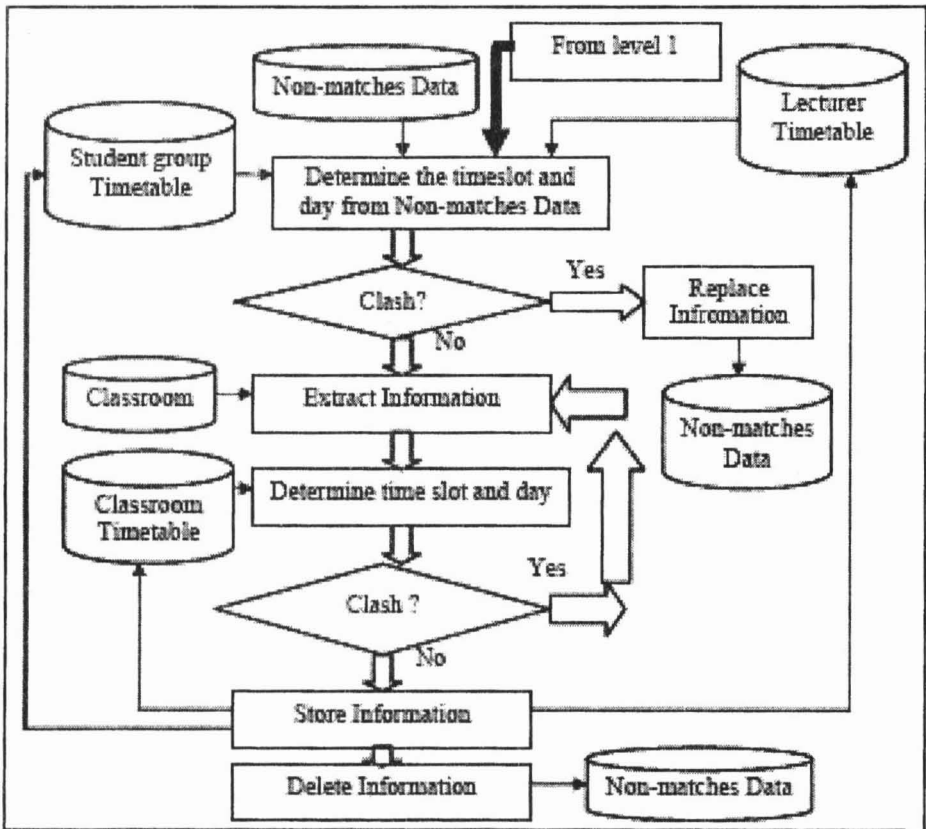 From level 1
Non-matches Data
Lecturer
Timetable
Student group
Timetable
Determine the timeslot and
day from Non-matches Data
Clash?
Yes
Replace
Infromation
No
Classroom
Extract Information
Non-matches
Data
Classroom
Timetable
Determine time slot and day
Clash ?
Yes
No
Store Information
Delete Information
Non-matches Data